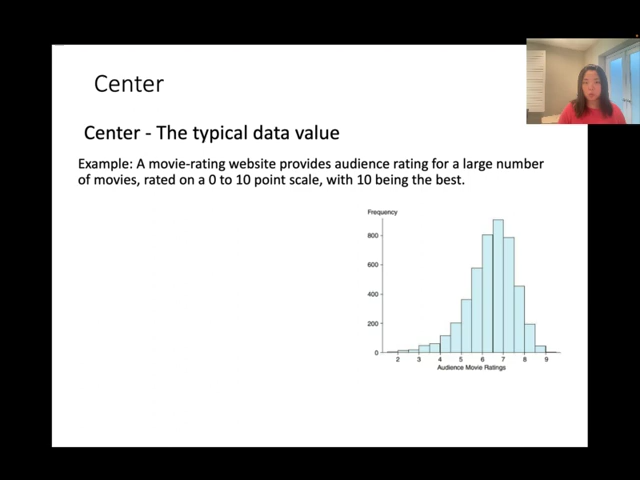 Center
Center - The typical data value
Example: A movie-rating website provides audience rating for a large number
of movies, rated on a 0 to 10 point scale, with 10 being the best.
Frequency
800
600
400
200
0
2 3 4 5 6 7 8 9
Audience Movie Ratings